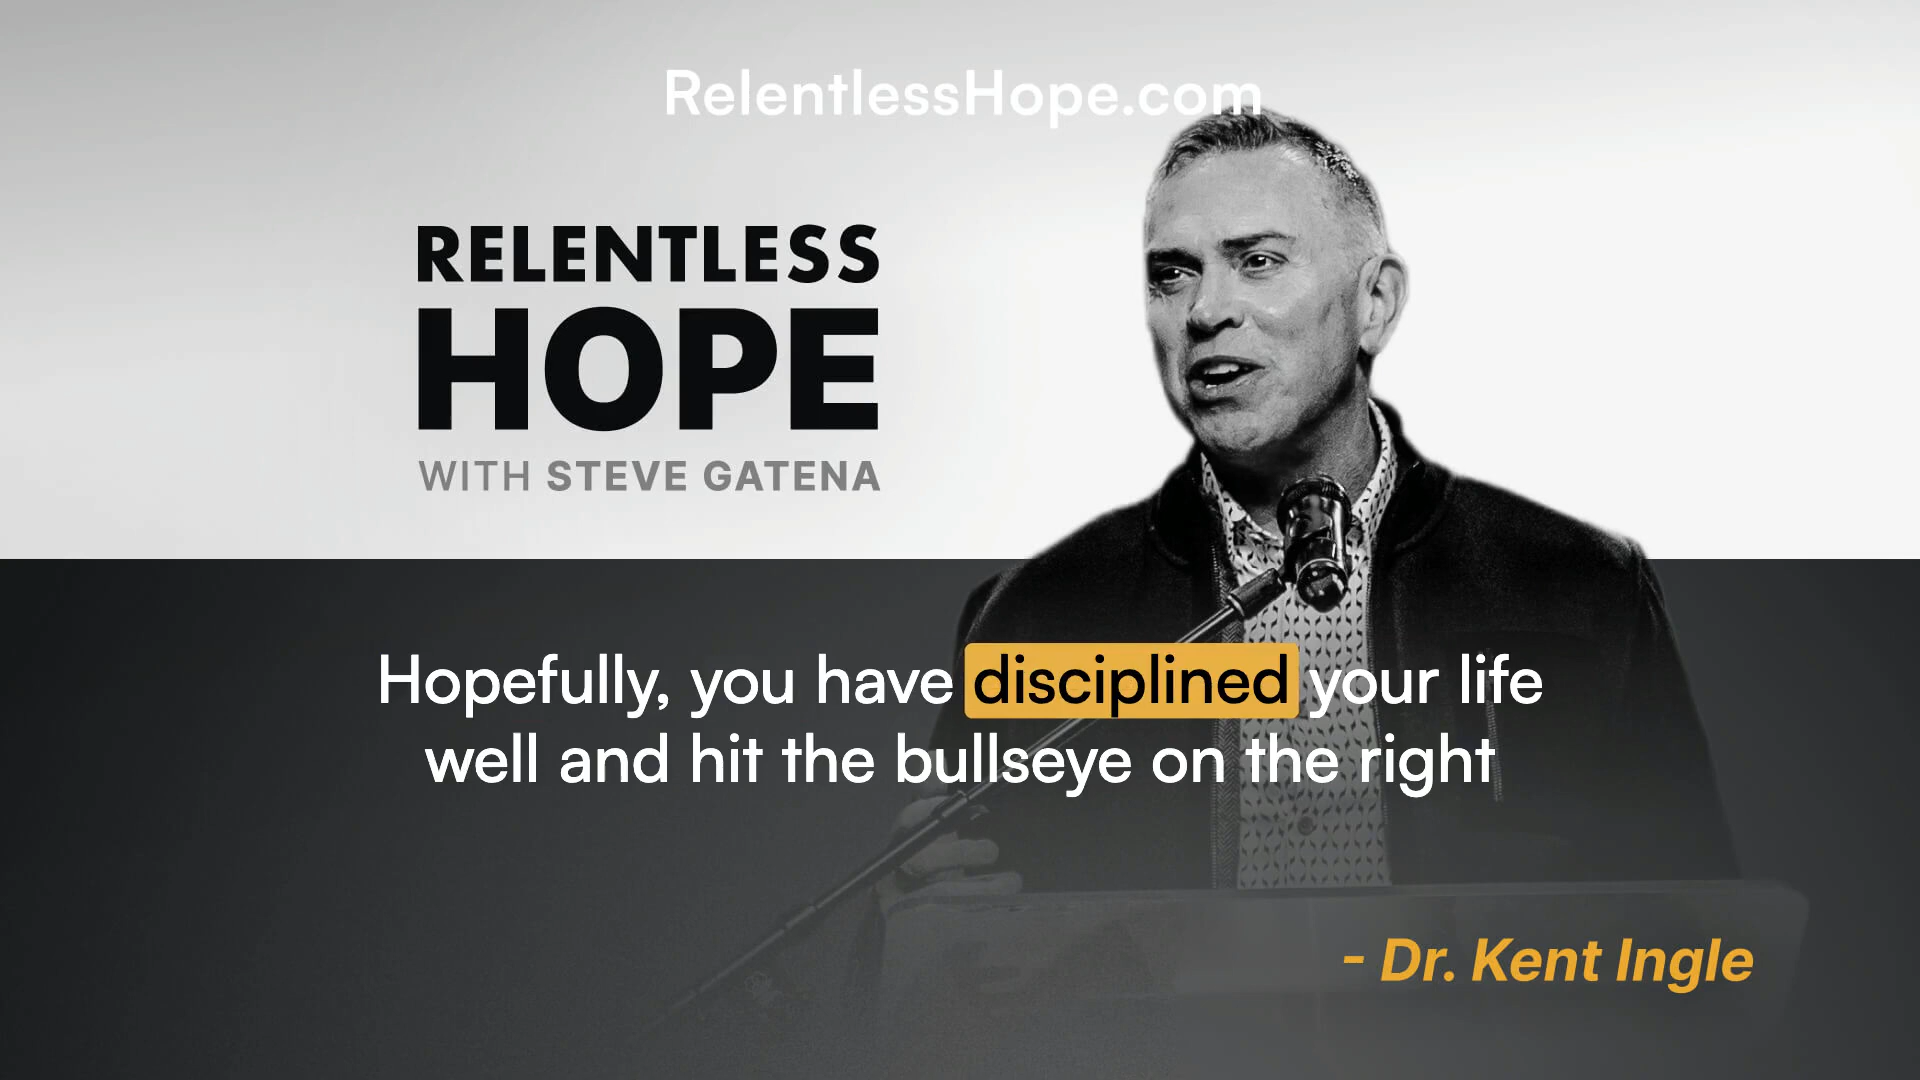 RelentlessHope.com
RELENTLESS
HOPE
WITH STEVE GATENA
Hopefully, you have disciplined your life
well and hit the bullseye on the right
- Dr. Kent Ingle